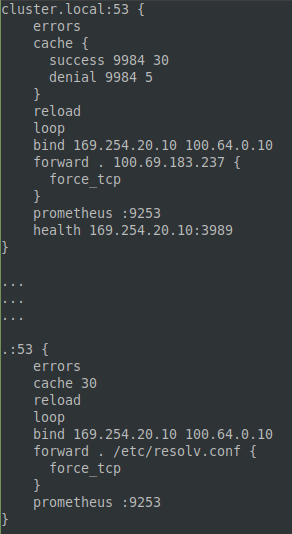 cluster.local:53 {
    errors
    cache {
      success 9984 30
      denial 9984 5
    }
    reload
    loop
    bind 169.254.20.10 100.64.0.10
    forward . 100.69.183.237 {
      force_tcp
    }
    prometheus :9253
    health 169.254.20.10:3989
}

...
...
...

.:53 {
    errors
    cache 30
    reload
    loop
    bind 169.254.20.10 100.64.0.10
    forward . /etc/resolv.conf {
      force_tcp
    }
    prometheus :9253
}